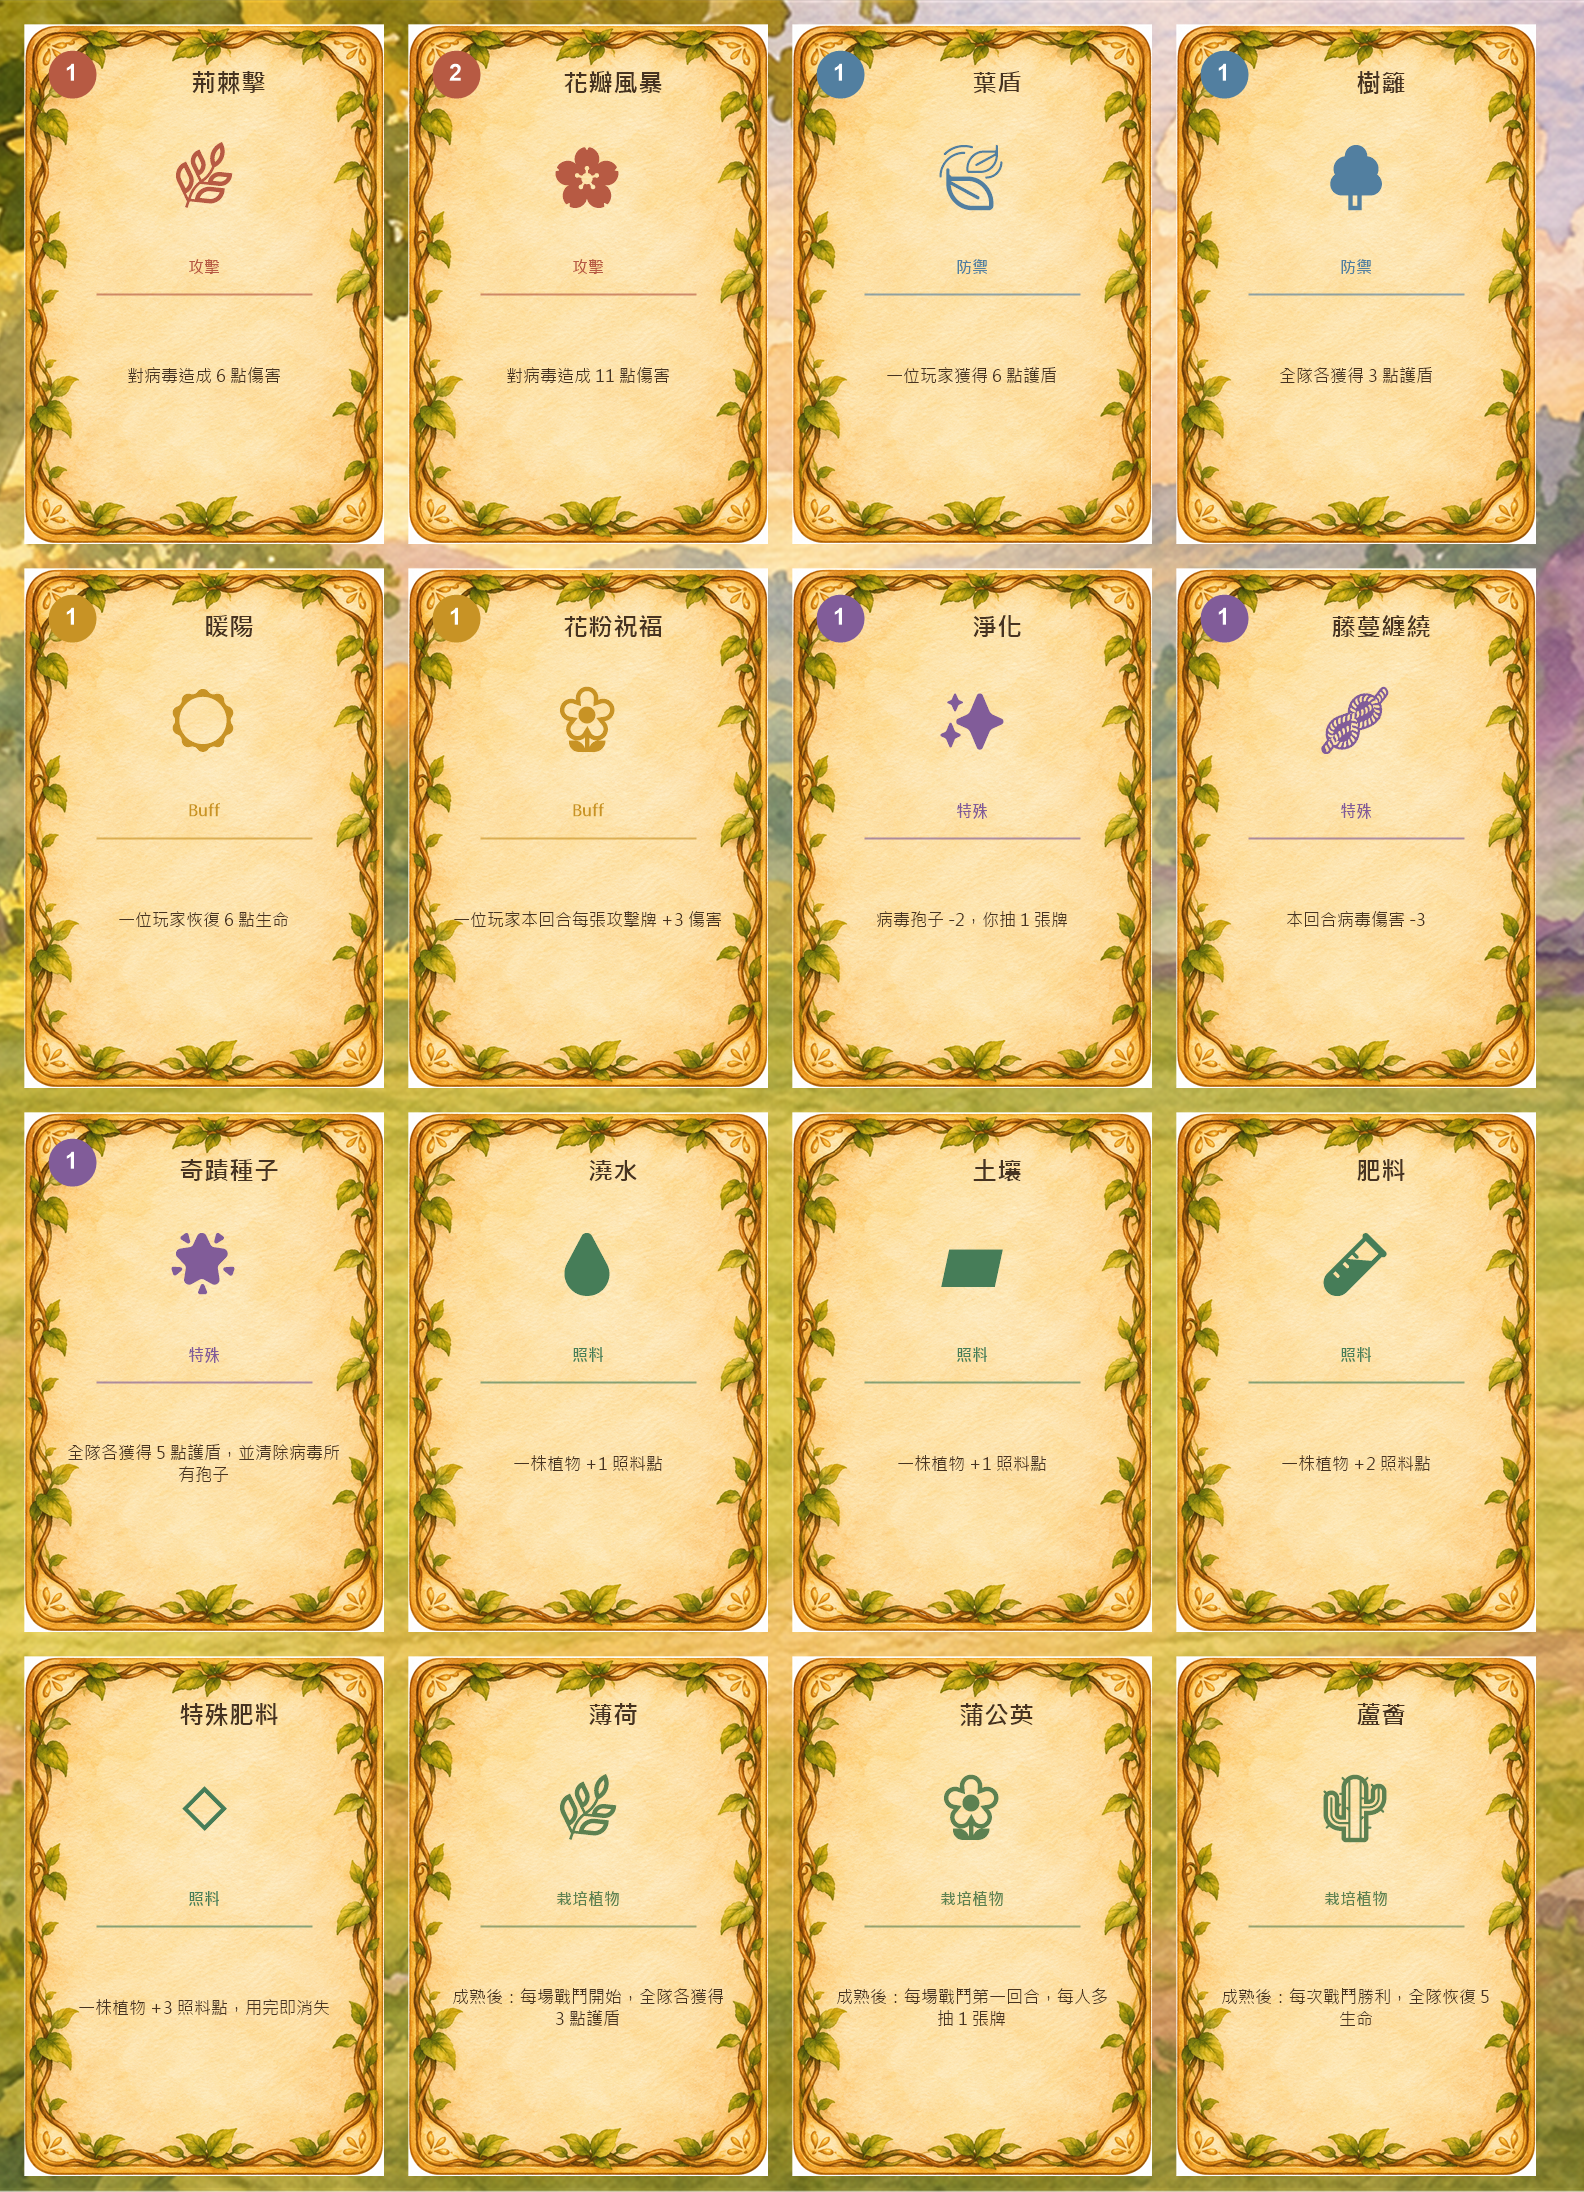 1
荊棘擊
攻擊
對病毒造成 6 點傷害
2
花瓣風暴
攻擊
對病毒造成 11 點傷害
1
葉盾
防禦
一位玩家獲得 6 點護盾
1
樹籬
防禦
全隊各獲得 3 點護盾
1
暖陽
Buff
一位玩家恢復 6 點生命
1
花粉祝福
Buff
一位玩家本回合每張攻擊牌 +3 傷害
1
淨化
特殊
病毒孢子 -2，你抽 1 張牌
1
藤蔓纏繞
特殊
本回合病毒傷害 -3
1
奇蹟種子
特殊
全隊各獲得 5 點護盾，並清除病毒所
有孢子
澆水
照料
一株植物 +1 照料點
土壤
照料
一株植物 +1 照料點
肥料
照料
一株植物 +2 照料點
特殊肥料
照料
一株植物 +3 照料點，用完即消失
薄荷
栽培植物
成熟後：每場戰鬥開始，全隊各獲得
3 點護盾
蒲公英
栽培植物
成熟後：每場戰鬥第一回合，每人多
抽 1 張牌
蘆薈
栽培植物
成熟後：每次戰鬥勝利，全隊恢復 5
生命